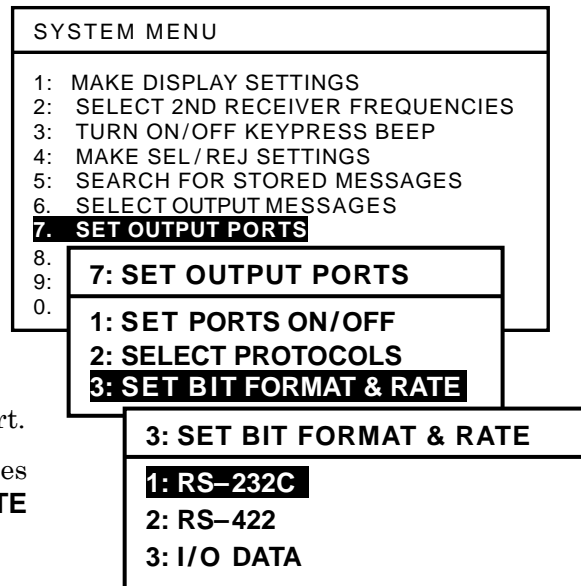 SYSTEM MENU
1: MAKE DISPLAY SETTINGS
2: SELECT 2ND RECEIVER FREQUENCIES
3: TURN ON/OFF KEYPRESS BEEP
4: MAKE SEL/REJ SETTINGS
5: SEARCH FOR STORED MESSAGES
6. SELECT OUTPUT MESSAGES
7. SET OUTPUT PORTS
8.
9:
0.
7: SET OUTPUT PORTS
1: SET PORTS ON/OFF
2: SELECT PROTOCOLS
3: SET BIT FORMAT & RATE
rt.
es
TE
3: SET BIT FORMAT & RATE
1: RS–232C
2: RS–422
3: I/O DATA